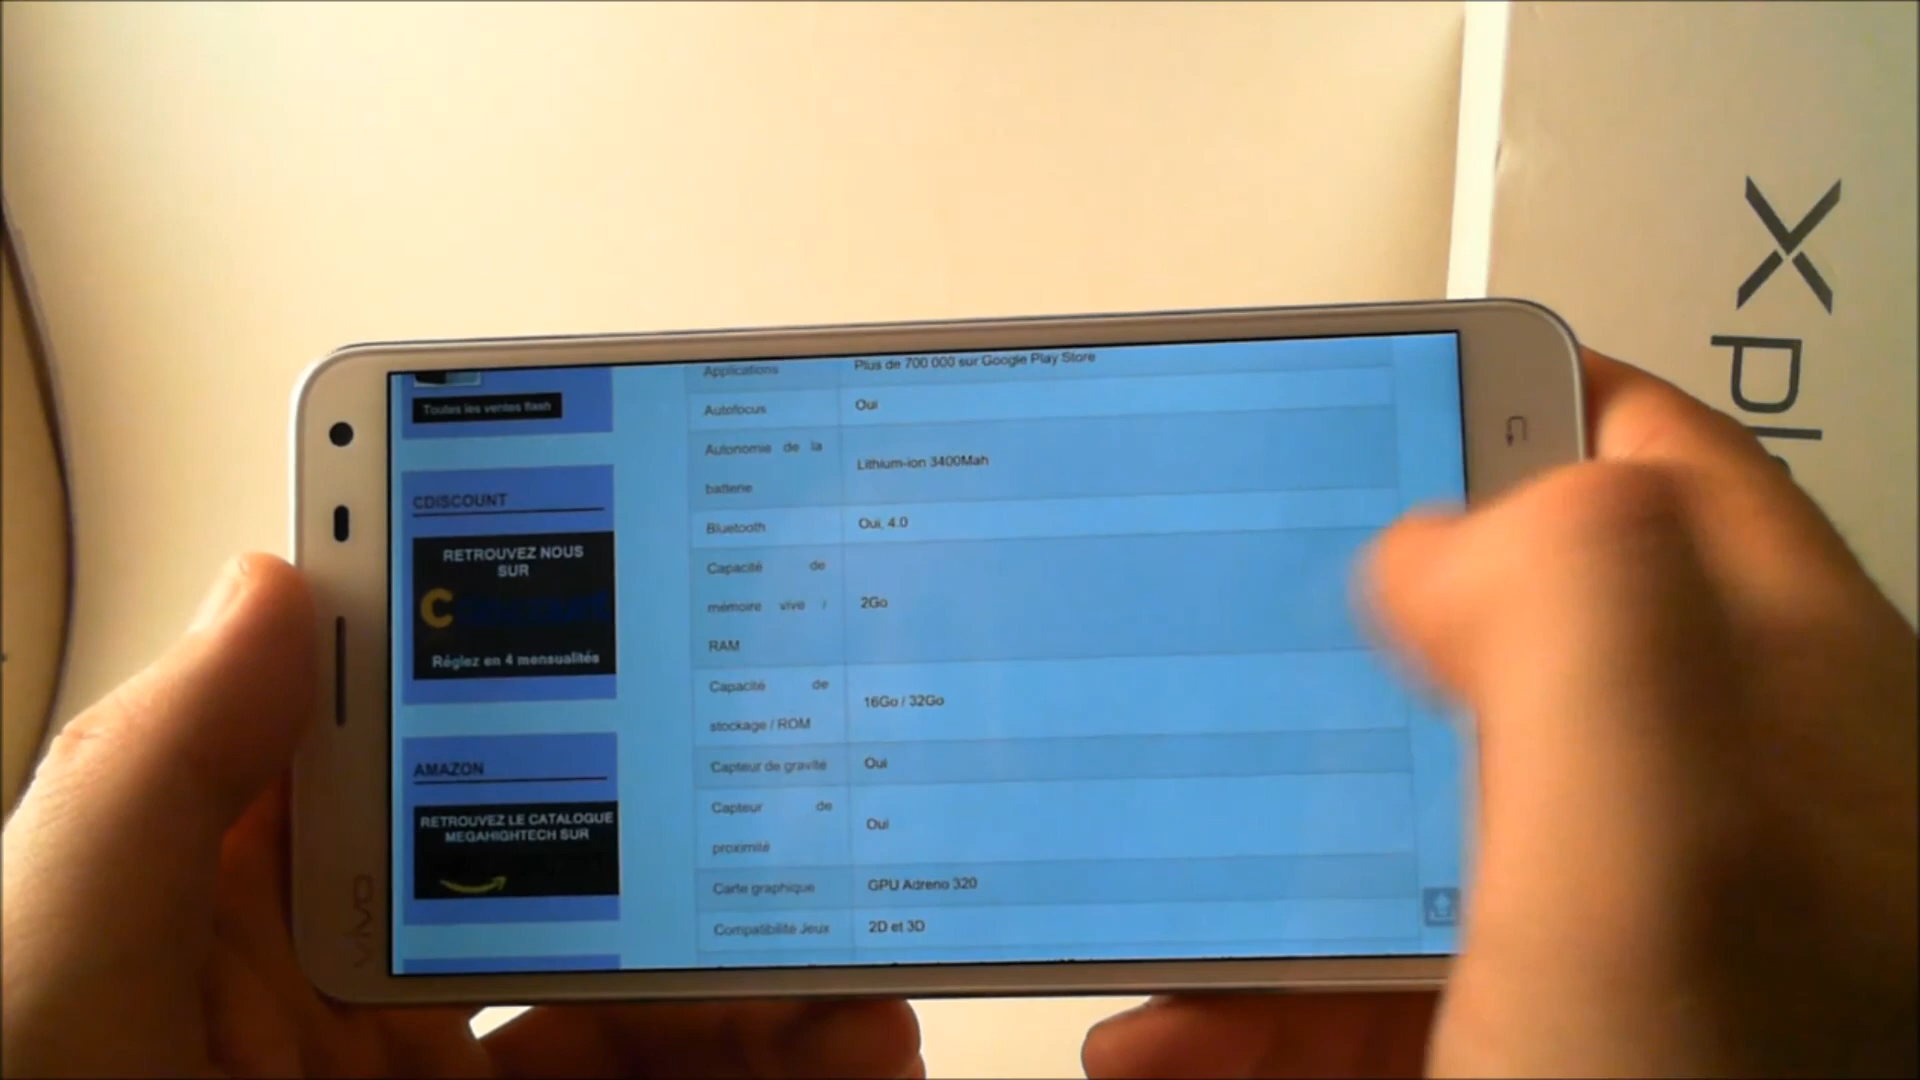 Toutes les ventes flash
CDISCOUNT
RETROUVEZ NOUS
SUR
Réglez en 4 mensualités
AMAZON
RETROUVEZ LE CATALOGUE
MEGAHIGHTECH SUR
Applications
Plus de 700 000 sur Google Play Store
Autofocus
Oui
Autonomie de la
batterie
Lithium-ion 3400Mah
Bluetooth
Oui, 4.0
Capacité de
mémoire vive /
RAM
2Go
Capacité de
stockage / ROM
16Go / 32Go
Capteur de gravité
Oui
Capteur de
proximité
Oui
Carte graphique
GPU Adreno 320
Compatibilité Jeux
2D et 3D
vivo
Xpl